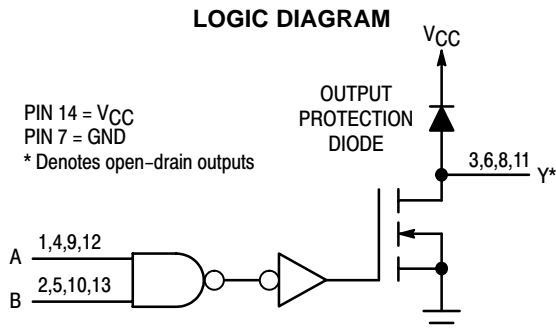 LOGIC DIAGRAM
VCC
OUTPUT
PROTECTION
DIODE
PIN 14 = VCC
PIN 7 = GND
* Denotes open–drain outputs
3,6,8,11
Y*
A
1,4,9,12
B
2,5,10,13